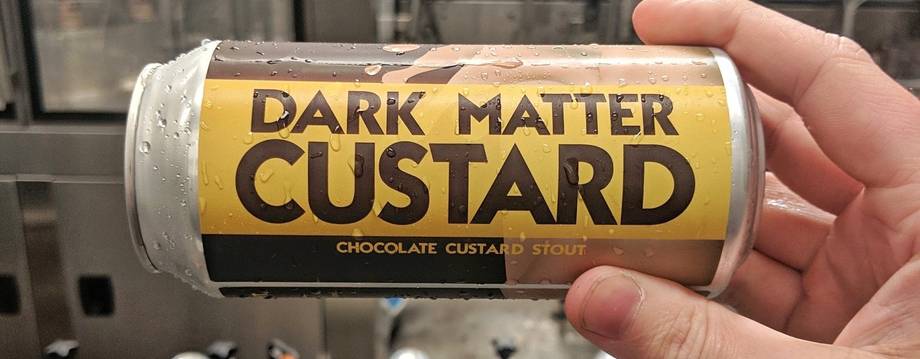 DARK MATTER
CUSTARD
CHOCOLATE CUSTARD STOUT